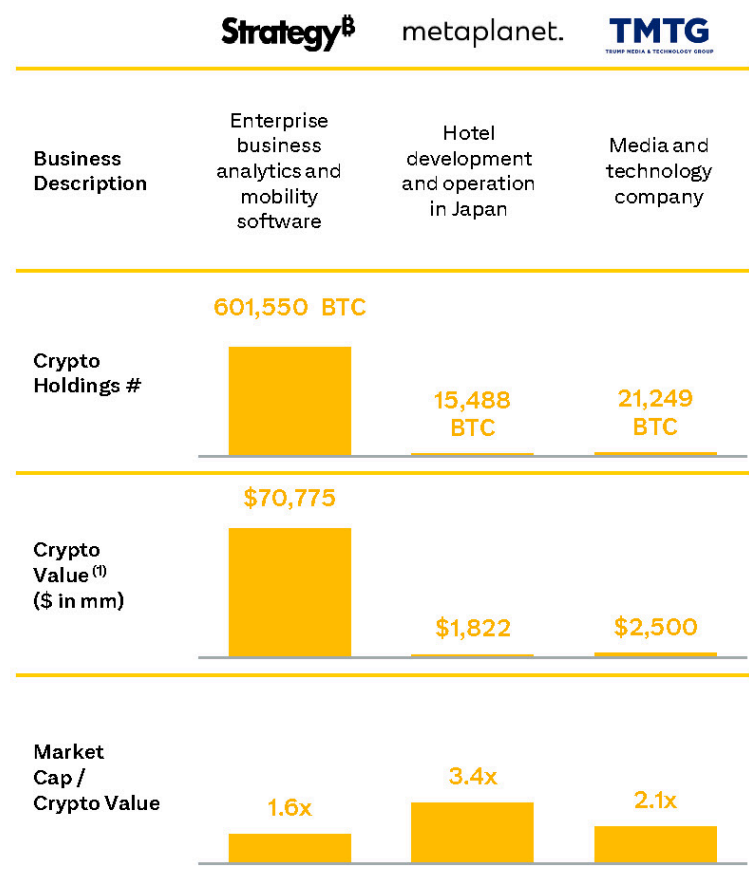 Strategy₿
metaplanet.
TMTG
TRUMP MEDIA & TECHNOLOGY GROUP
Business
Description
Enterprise
business
analytics and
mobility
software
Hotel
development
and operation
in Japan
Media and
technology
company
Crypto
Holdings #
601,550 BTC
15,488
BTC
21,249
BTC
Crypto
Value (1)
($ in mm)
$70,775
$1,822
$2,500
Market
Cap /
Crypto Value
1.6x
3.4x
2.1x